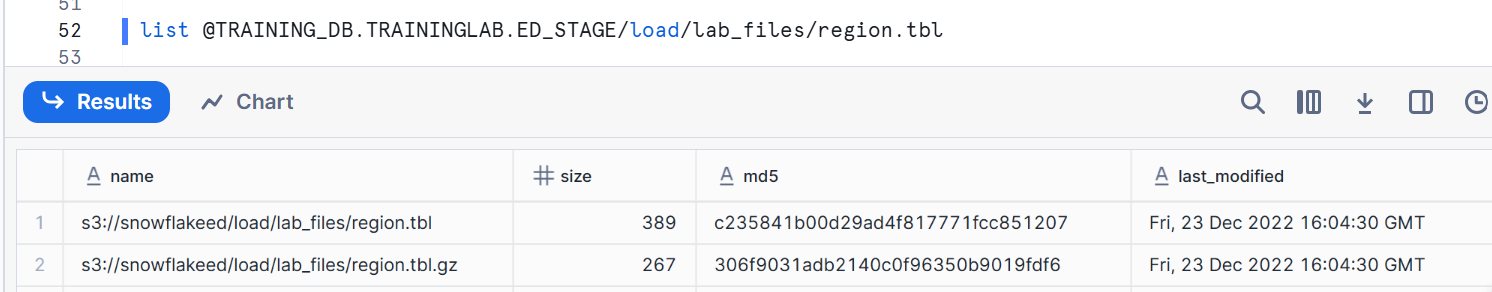 51
52 list @TRAINING_DB.TRAININGLAB.ED_STAGE/load/lab_files/region.tbl
53
Results Chart
A name # size A md5 A last_modified
1 s3://snowflakeed/load/lab_files/region.tbl 389 c235841b00d29ad4f817771fcc851207 Fri, 23 Dec 2022 16:04:30 GMT
2 s3://snowflakeed/load/lab_files/region.tbl.gz 267 306f9031adb2140c0f96350b9019fdf6 Fri, 23 Dec 2022 16:04:30 GMT